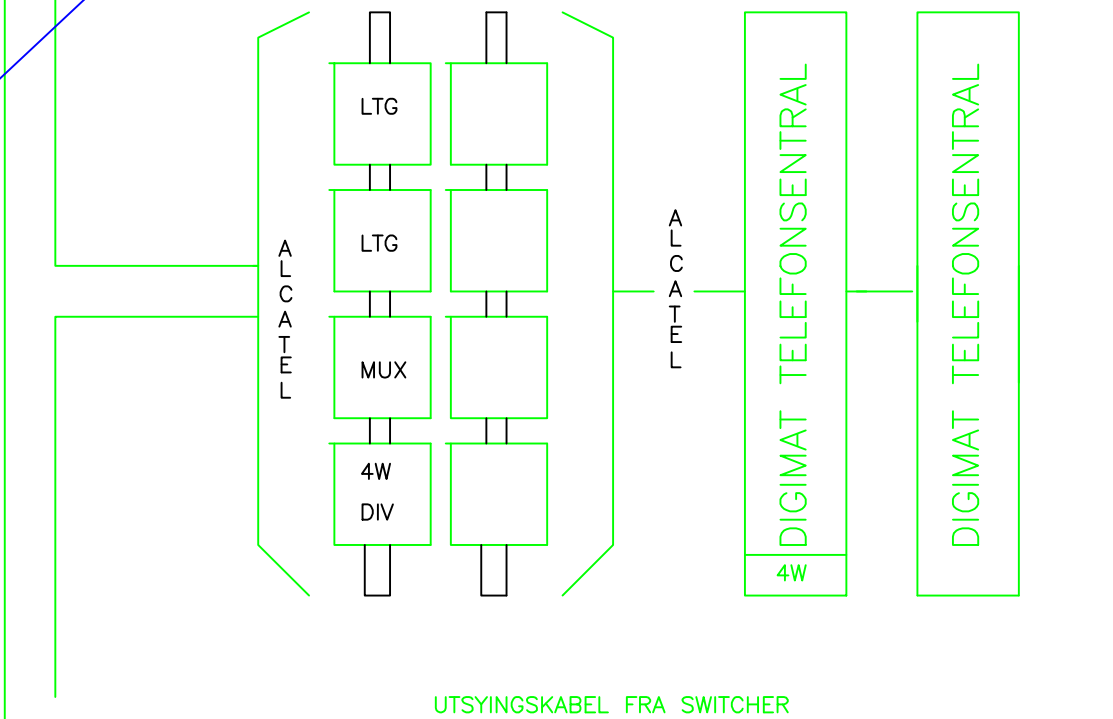 LTG
LTG
MUX
4W
DIV
ALCATEL
ALCATEL
DIGIMAT TELEFONSENTRAL
4W
DIGIMAT TELEFONSENTRAL
UTSYINGSKABEL FRA SWITCHER